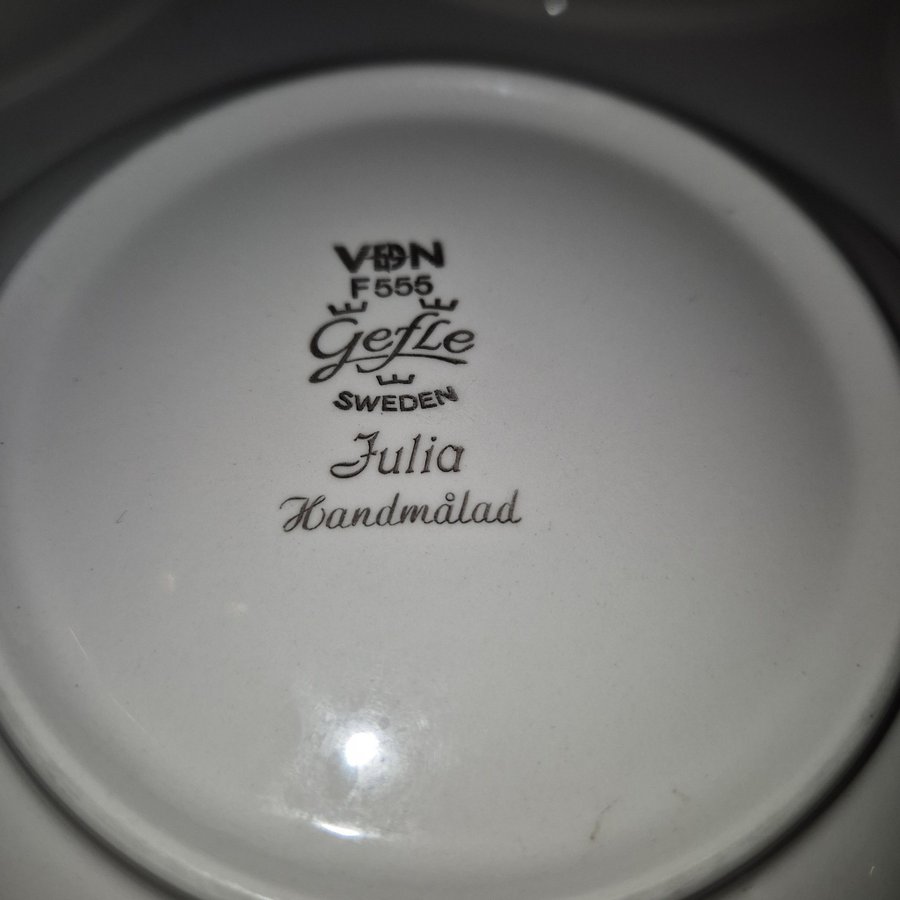 VDN
F555
Gefle
SWEDEN
Julia
Handmålad